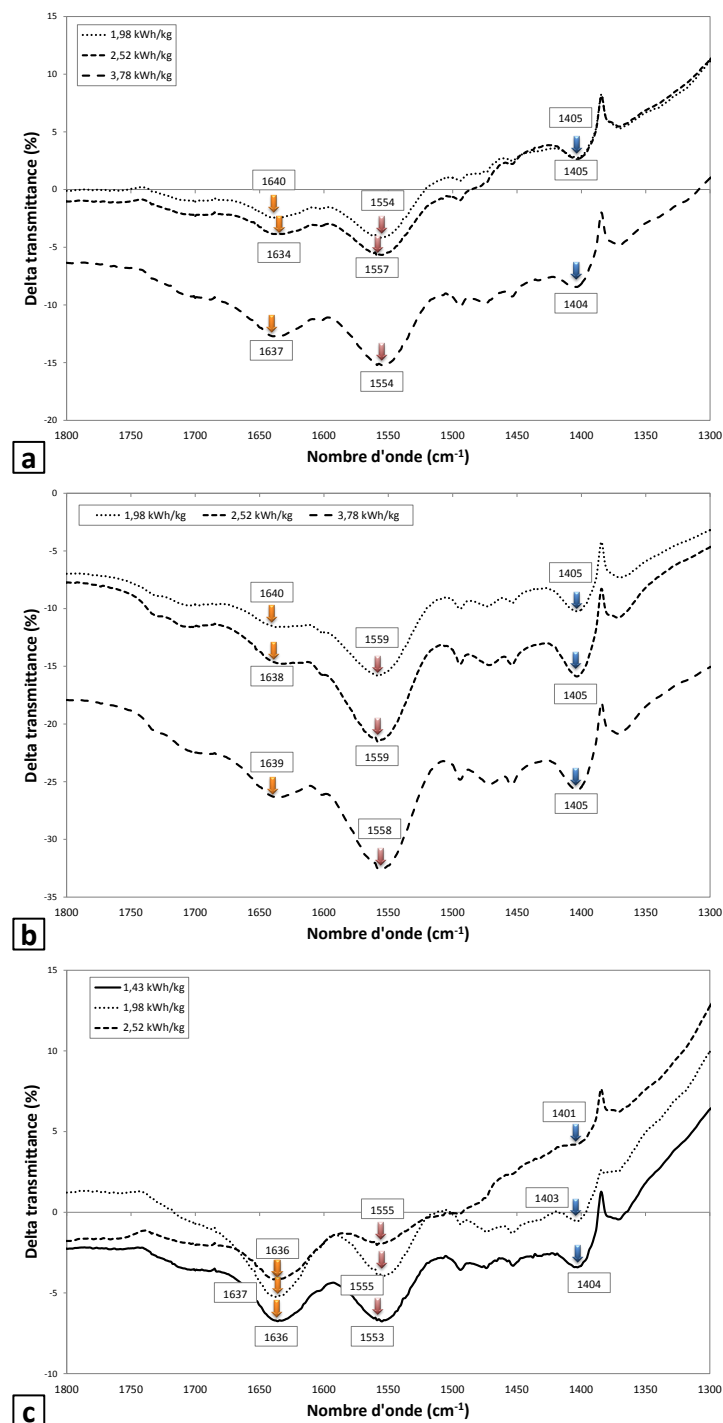 15
10
5
0
-5
-10
-15
-20
Delta transmittance (%)
1,98 kWh/kg
2,52 kWh/kg
3,78 kWh/kg
1405
1405
1640
1554
1634
1557
1404
1637
1554
1800 1750 1700 1650 1600 1550 1500 1450 1400 1350 1300
Nombre d'onde (cm-1)
a
0
-5
-10
-15
-20
-25
-30
-35
Delta transmittance (%)
1,98 kWh/kg 2,52 kWh/kg 3,78 kWh/kg
1405
1640
1559
1638
1405
1559
1639
1405
1558
1800 1750 1700 1650 1600 1550 1500 1450 1400 1350 1300
Nombre d'onde (cm-1)
b
15
10
5
0
-5
-10
Delta transmittance (%)
1,43 kWh/kg
1,98 kWh/kg
2,52 kWh/kg
1401
1403
1555
1636
1637
1555
1404
1636
1553
1800 1750 1700 1650 1600 1550 1500 1450 1400 1350 1300
Nombre d'onde (cm-1)
c